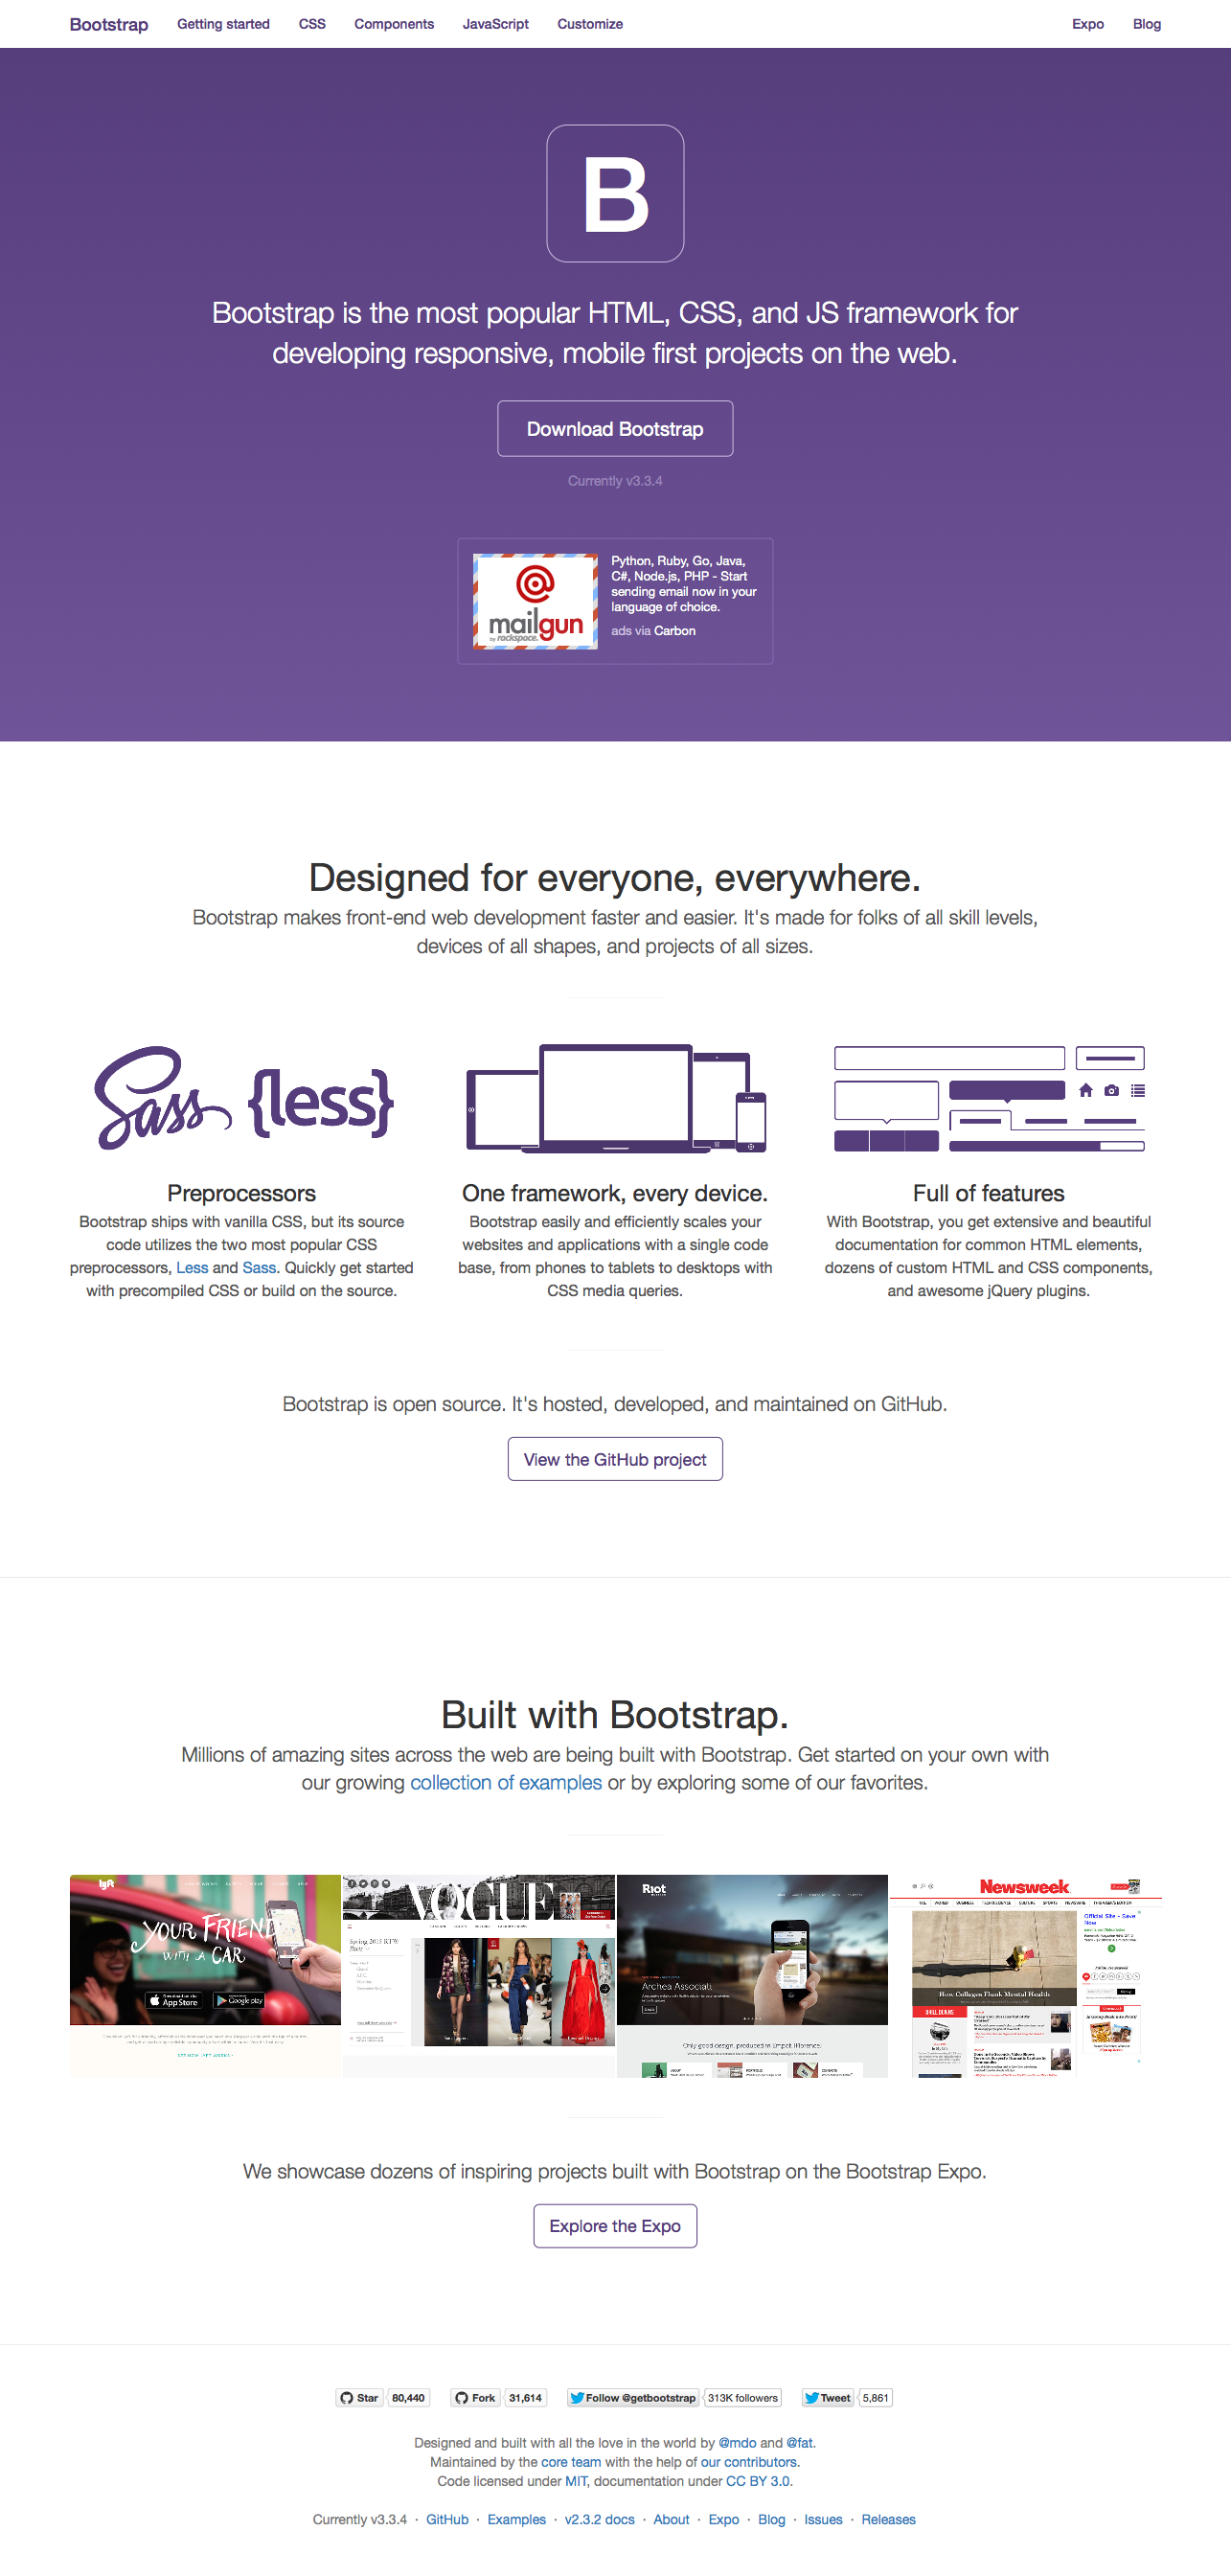 Bootstrap Getting started CSS Components JavaScript Customize Expo Blog
B
Bootstrap is the most popular HTML, CSS, and JS framework for
developing responsive, mobile first projects on the web.
Download Bootstrap
Currently v3.3.4
mailgun
by rackspace.
Python, Ruby, Go, Java,
C#, Node.js, PHP - Start
sending email now in your
language of choice.
ads via Carbon
Designed for everyone, everywhere.
Bootstrap makes front-end web development faster and easier. It's made for folks of all skill levels,
devices of all shapes, and projects of all sizes.
Sass {less}
Preprocessors
Bootstrap ships with vanilla CSS, but its source
code utilizes the two most popular CSS
preprocessors, Less and Sass. Quickly get started
with precompiled CSS or build on the source.
One framework, every device.
Bootstrap easily and efficiently scales your
websites and applications with a single code
base, from phones to tablets to desktops with
CSS media queries.
Full of features
With Bootstrap, you get extensive and beautiful
documentation for common HTML elements,
dozens of custom HTML and CSS components,
and awesome jQuery plugins.
Bootstrap is open source. It's hosted, developed, and maintained on GitHub.
View the GitHub project
Built with Bootstrap.
Millions of amazing sites across the web are being built with Bootstrap. Get started on your own with
our growing collection of examples or by exploring some of our favorites.
lyft
YOUR FRIEND
WITH A CAR
App Store Google play
VOGUE
Spring 2015 RTW
Riot
Archea Associati
Only good design, produced in Empoli (Florence).
Newsweek
Official Site - Save
Now
How Colleges Flunk Mental Health
We showcase dozens of inspiring projects built with Bootstrap on the Bootstrap Expo.
Explore the Expo
Star 80,440 Fork 31,614 Follow @getbootstrap 313K followers Tweet 5,861
Designed and built with all the love in the world by @mdo and @fat.
Maintained by the core team with the help of our contributors.
Code licensed under MIT, documentation under CC BY 3.0.
Currently v3.3.4 · GitHub · Examples · v2.3.2 docs · About · Expo · Blog · Issues · Releases